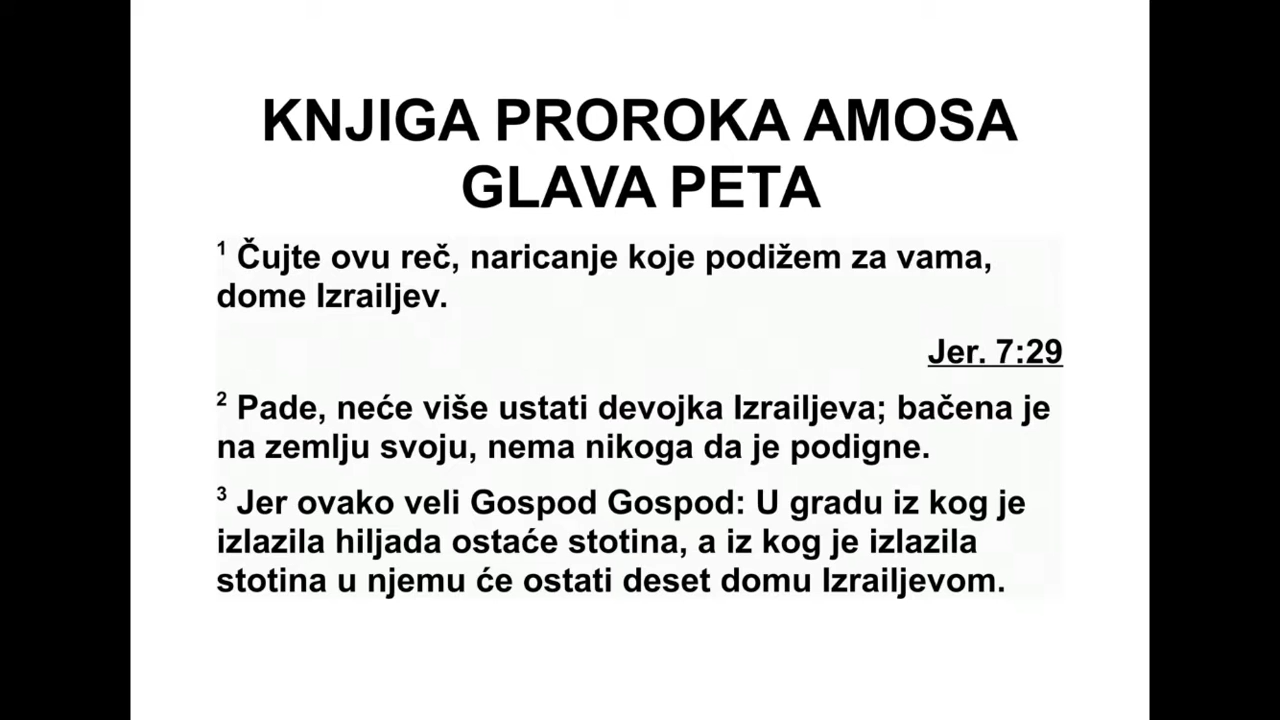 KNJIGA PROROKA AMOSA
GLAVA PETA
1 Čujte ovu reč, naricanje koje podižem za vama,
dome Izrailjev.
Jer. 7:29
2 Pade, neće više ustati devojka Izrailjeva; bačena je
na zemlju svoju, nema nikoga da je podigne.
3 Jer ovako veli Gospod Gospod: U gradu iz kog je
izlazila hiljada ostaće stotina, a iz kog je izlazila
stotina u njemu će ostati deset domu Izrailjevom.